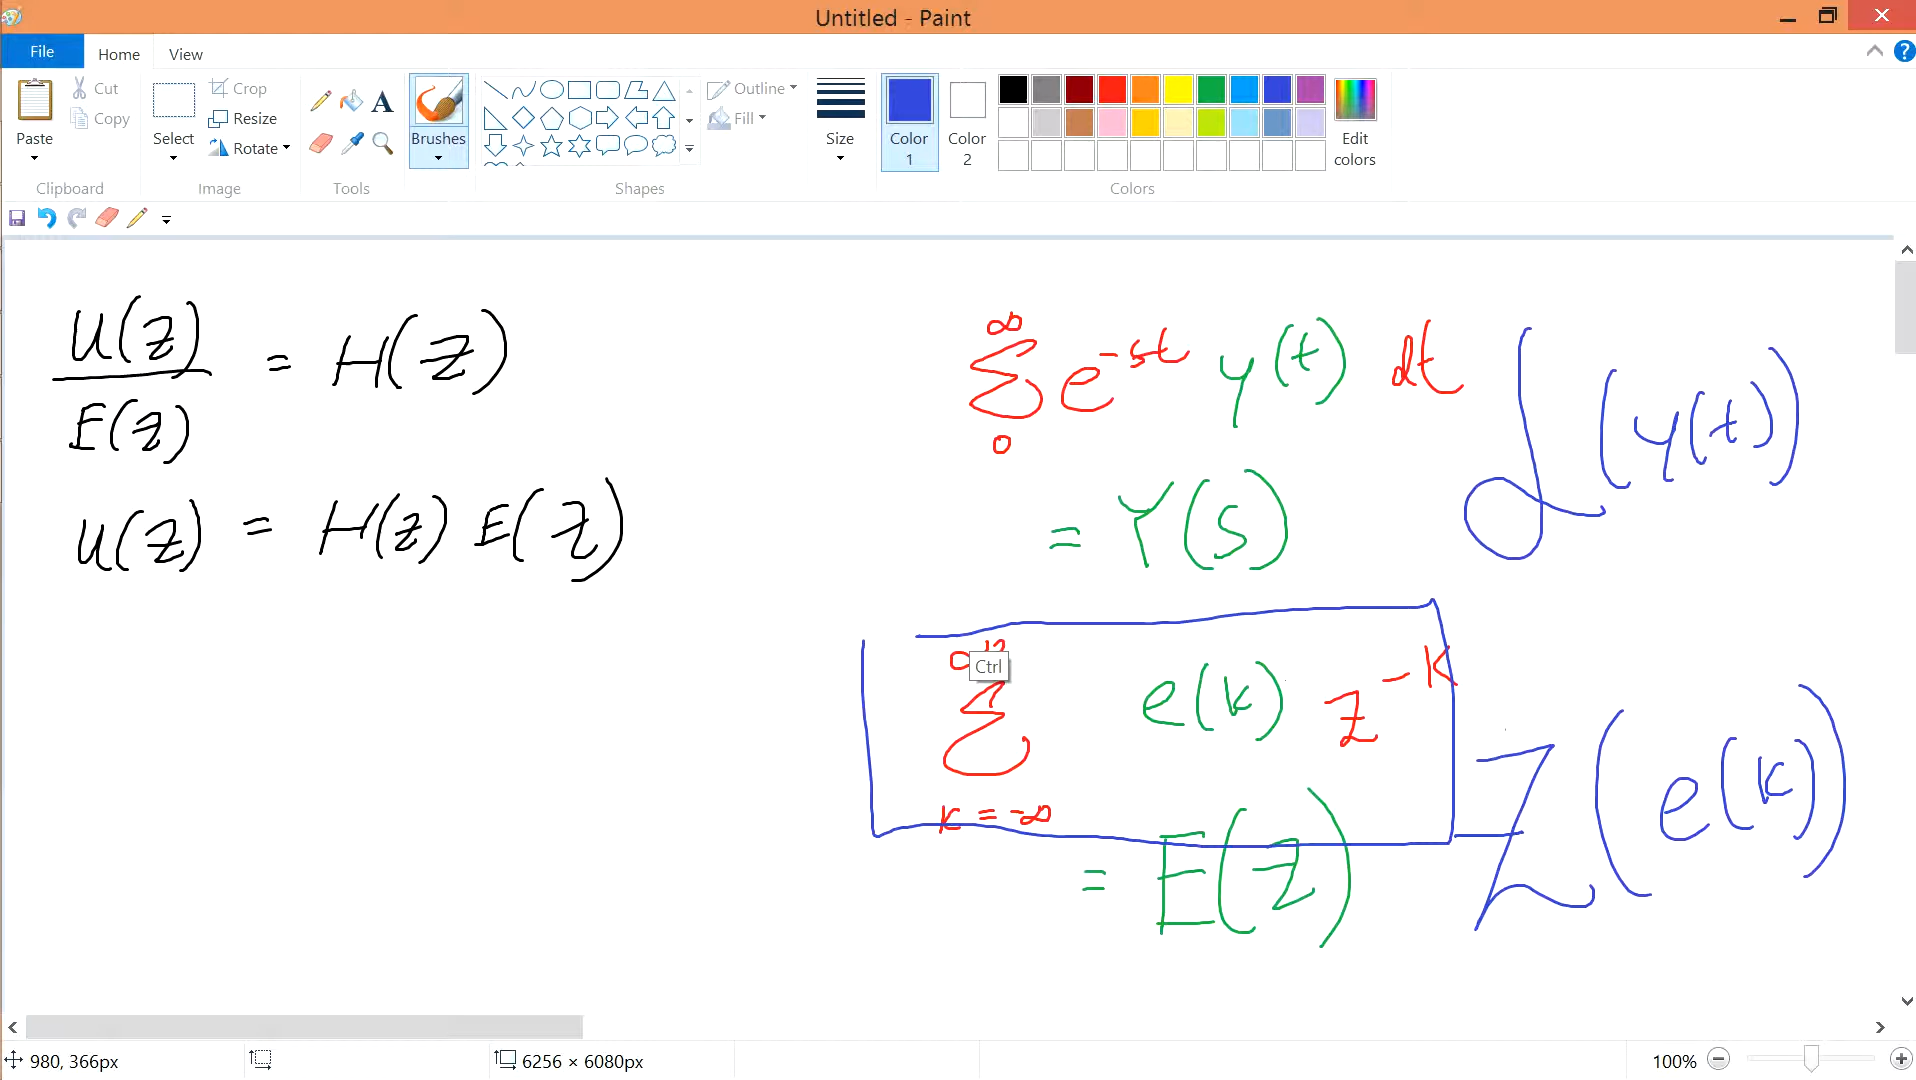 Untitled - Paint
File Home View
Paste Cut Copy Clipboard
Select Crop Resize Rotate Image
A Tools
Brushes
Outline Fill Shapes
Size
Color 1 Color 2 Edit colors Colors
U(z)/E(z) = H(z)
U(z) = H(z) E(z)
∞ Σ 0 e^-st y(t) dt
ℒ(y(t))
= Y(s)
Ctrl
Σ k = -∞ e(k) z^-k
Z(e(k))
= E(z)
980, 366px 6256 × 6080px 100%